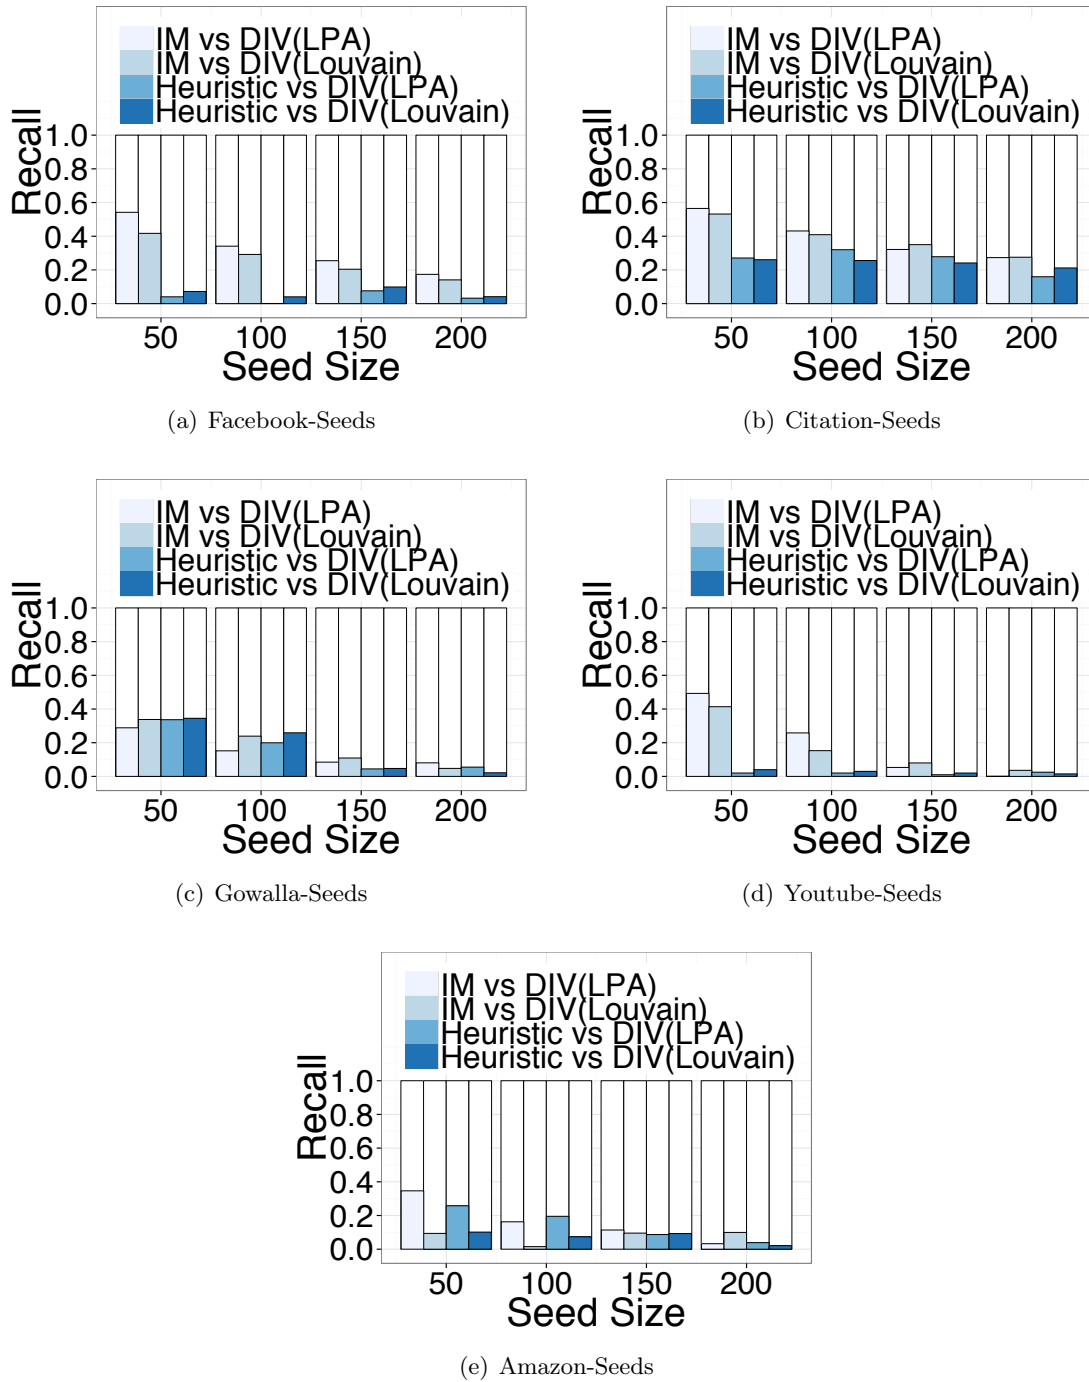 IM vs DIV(LPA)
IM vs DIV(Louvain)
Heuristic vs DIV(LPA)
Heuristic vs DIV(Louvain)
Recall
1.0
0.8
0.6
0.4
0.2
0.0
50 100 150 200
Seed Size
(a) Facebook-Seeds
IM vs DIV(LPA)
IM vs DIV(Louvain)
Heuristic vs DIV(LPA)
Heuristic vs DIV(Louvain)
Recall
1.0
0.8
0.6
0.4
0.2
0.0
50 100 150 200
Seed Size
(b) Citation-Seeds
IM vs DIV(LPA)
IM vs DIV(Louvain)
Heuristic vs DIV(LPA)
Heuristic vs DIV(Louvain)
Recall
1.0
0.8
0.6
0.4
0.2
0.0
50 100 150 200
Seed Size
(c) Gowalla-Seeds
IM vs DIV(LPA)
IM vs DIV(Louvain)
Heuristic vs DIV(LPA)
Heuristic vs DIV(Louvain)
Recall
1.0
0.8
0.6
0.4
0.2
0.0
50 100 150 200
Seed Size
(d) Youtube-Seeds
IM vs DIV(LPA)
IM vs DIV(Louvain)
Heuristic vs DIV(LPA)
Heuristic vs DIV(Louvain)
Recall
1.0
0.8
0.6
0.4
0.2
0.0
50 100 150 200
Seed Size
(e) Amazon-Seeds